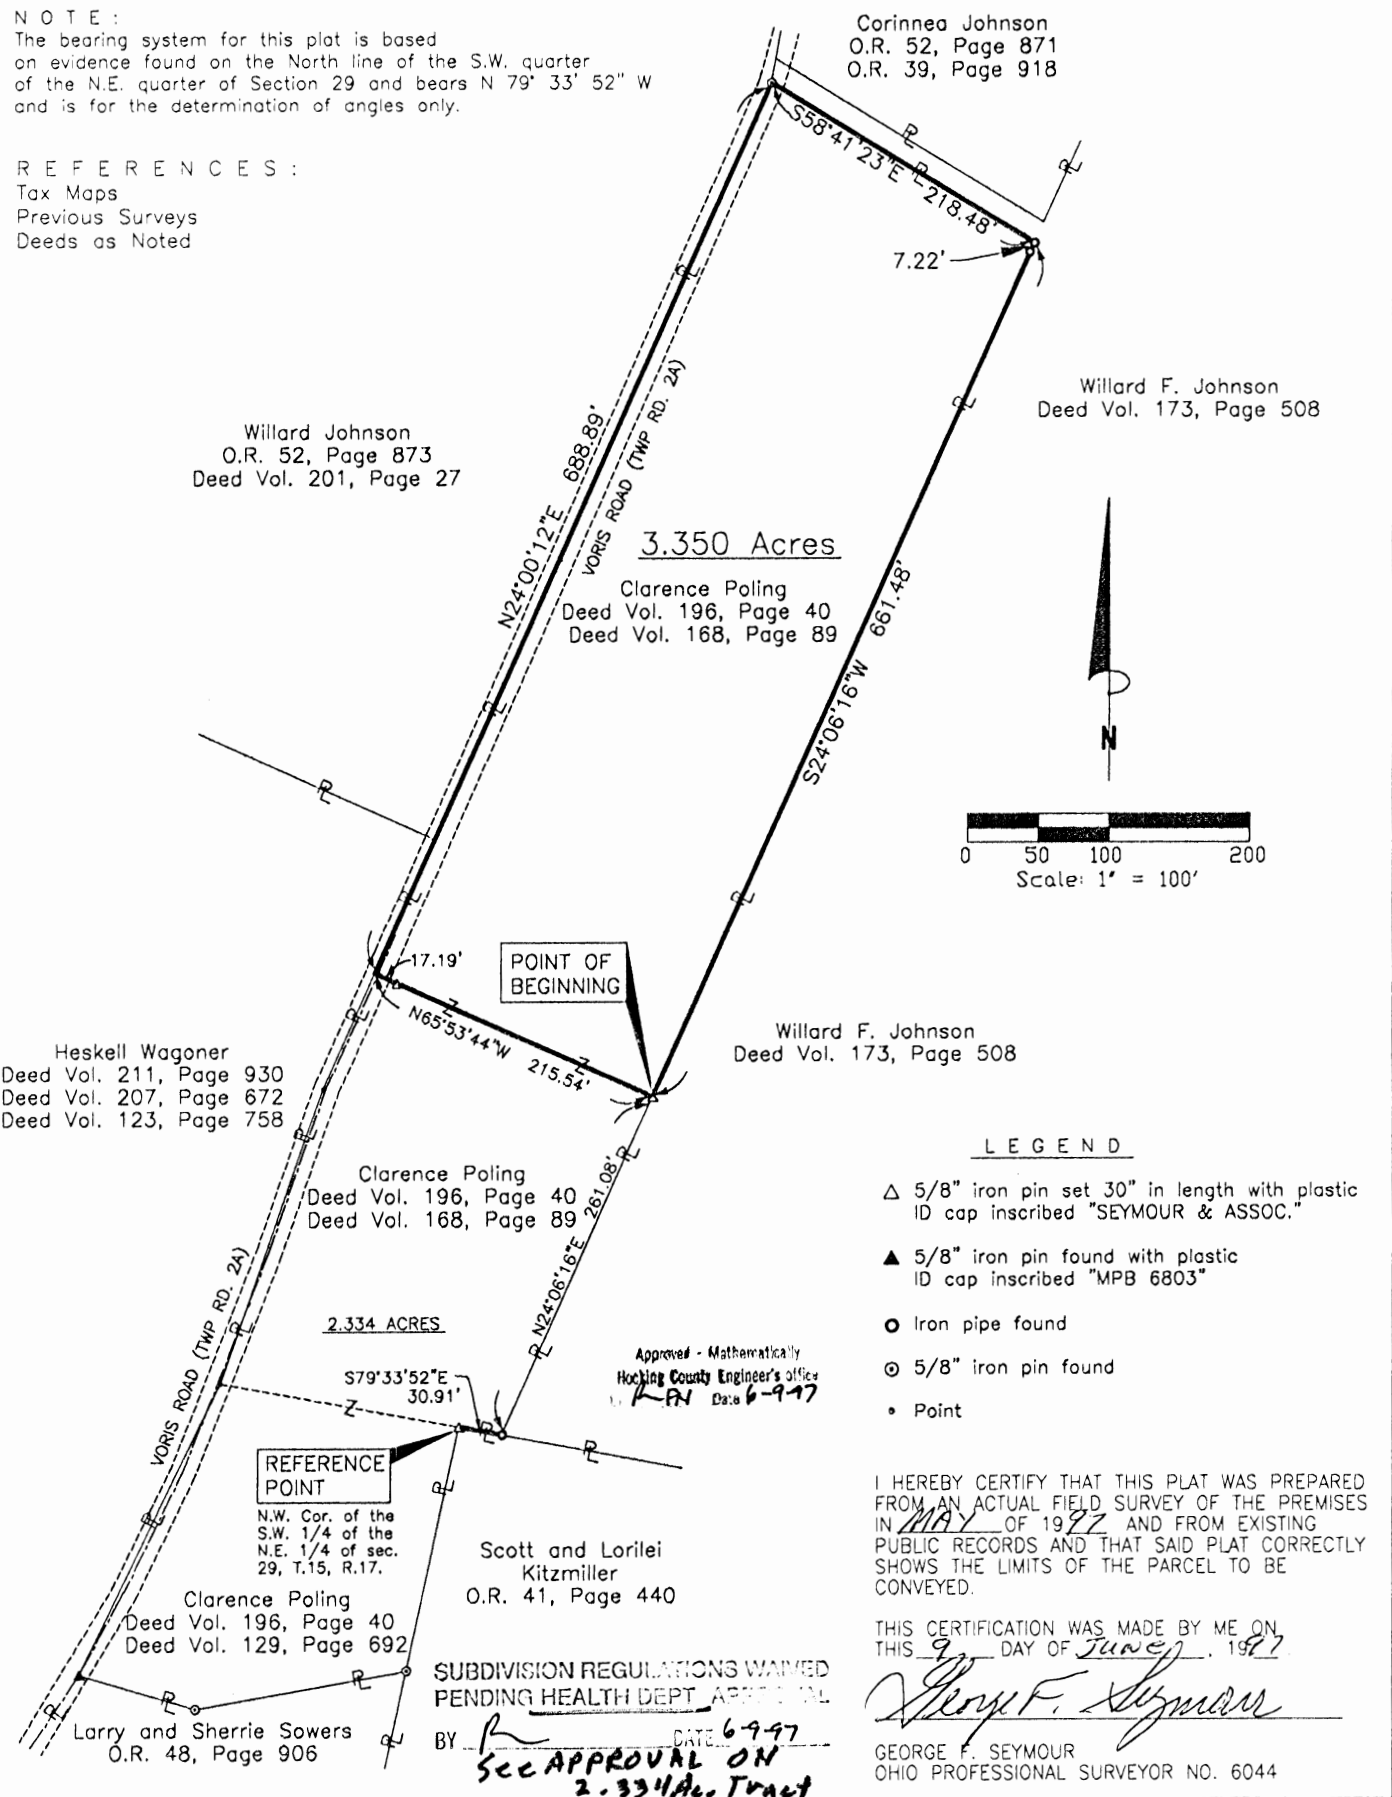 NOTE:
The bearing system for this plat is based
on evidence found on the North line of the S.W. quarter
of the N.E. quarter of Section 29 and bears N 79° 33' 52" W
and is for the determination of angles only.
REFERENCES:
Tax Maps
Previous Surveys
Deeds as Noted
Corinnea Johnson
O.R. 52, Page 871
O.R. 39, Page 918
S58°41'23"E
218.48'
7.22'
Willard F. Johnson
Deed Vol. 173, Page 508
Willard Johnson
O.R. 52, Page 873
Deed Vol. 201, Page 27
N24°00'12"E 688.89'
VORIS ROAD (TWP RD. 2A)
3.350 Acres
Clarence Poling
Deed Vol. 196, Page 40
Deed Vol. 168, Page 89
S24°06'16"W 661.48'
N
0 50 100 200
Scale: 1" = 100'
17.19'
POINT OF
BEGINNING
N65°53'44"W 215.54'
Willard F. Johnson
Deed Vol. 173, Page 508
Heskell Wagoner
Deed Vol. 211, Page 930
Deed Vol. 207, Page 672
Deed Vol. 123, Page 758
Clarence Poling
Deed Vol. 196, Page 40
Deed Vol. 168, Page 89
N24°06'16"E 261.08'
VORIS ROAD (TWP RD. 2A)
2.334 ACRES
S79°33'52"E
30.91'
Approved - Mathematically
Hocking County Engineer's office
Date 6-9-97
REFERENCE
POINT
N.W. Cor. of the
S.W. 1/4 of the
N.E. 1/4 of sec.
29, T.15, R.17.
Clarence Poling
Deed Vol. 196, Page 40
Deed Vol. 129, Page 692
Scott and Lorilei
Kitzmiller
O.R. 41, Page 440
Larry and Sherrie Sowers
O.R. 48, Page 906
SUBDIVISION REGULATIONS WAIVED
PENDING HEALTH DEPT APPROVAL
BY DATE 6-9-97
See APPROVAL ON
2.334 Ac. Tract
LEGEND
5/8" iron pin set 30" in length with plastic
ID cap inscribed "SEYMOUR & ASSOC."
5/8" iron pin found with plastic
ID cap inscribed "MPB 6803"
Iron pipe found
5/8" iron pin found
Point
I HEREBY CERTIFY THAT THIS PLAT WAS PREPARED
FROM AN ACTUAL FIELD SURVEY OF THE PREMISES
IN MAY OF 1997 AND FROM EXISTING
PUBLIC RECORDS AND THAT SAID PLAT CORRECTLY
SHOWS THE LIMITS OF THE PARCEL TO BE
CONVEYED.
THIS CERTIFICATION WAS MADE BY ME ON
THIS 9 DAY OF JUNE, 1997
George F. Seymour
GEORGE F. SEYMOUR
OHIO PROFESSIONAL SURVEYOR NO. 6044